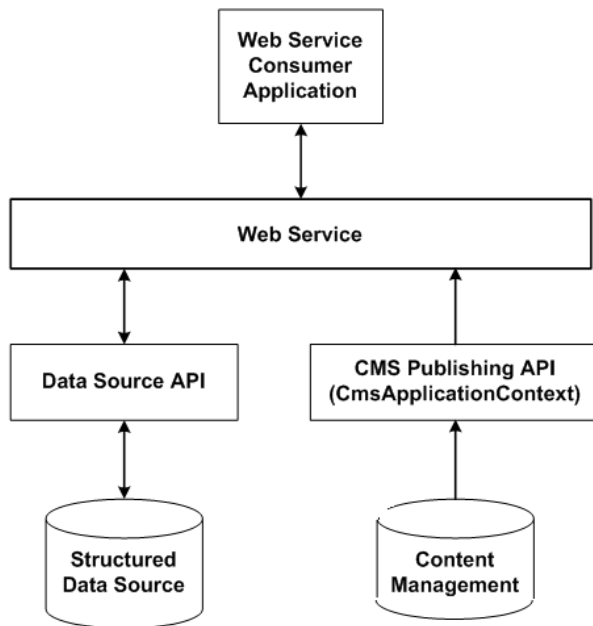 Web Service
Consumer
Application
Web Service
Data Source API
CMS Publishing API
(CmsApplicationContext)
Structured
Data Source
Content
Management